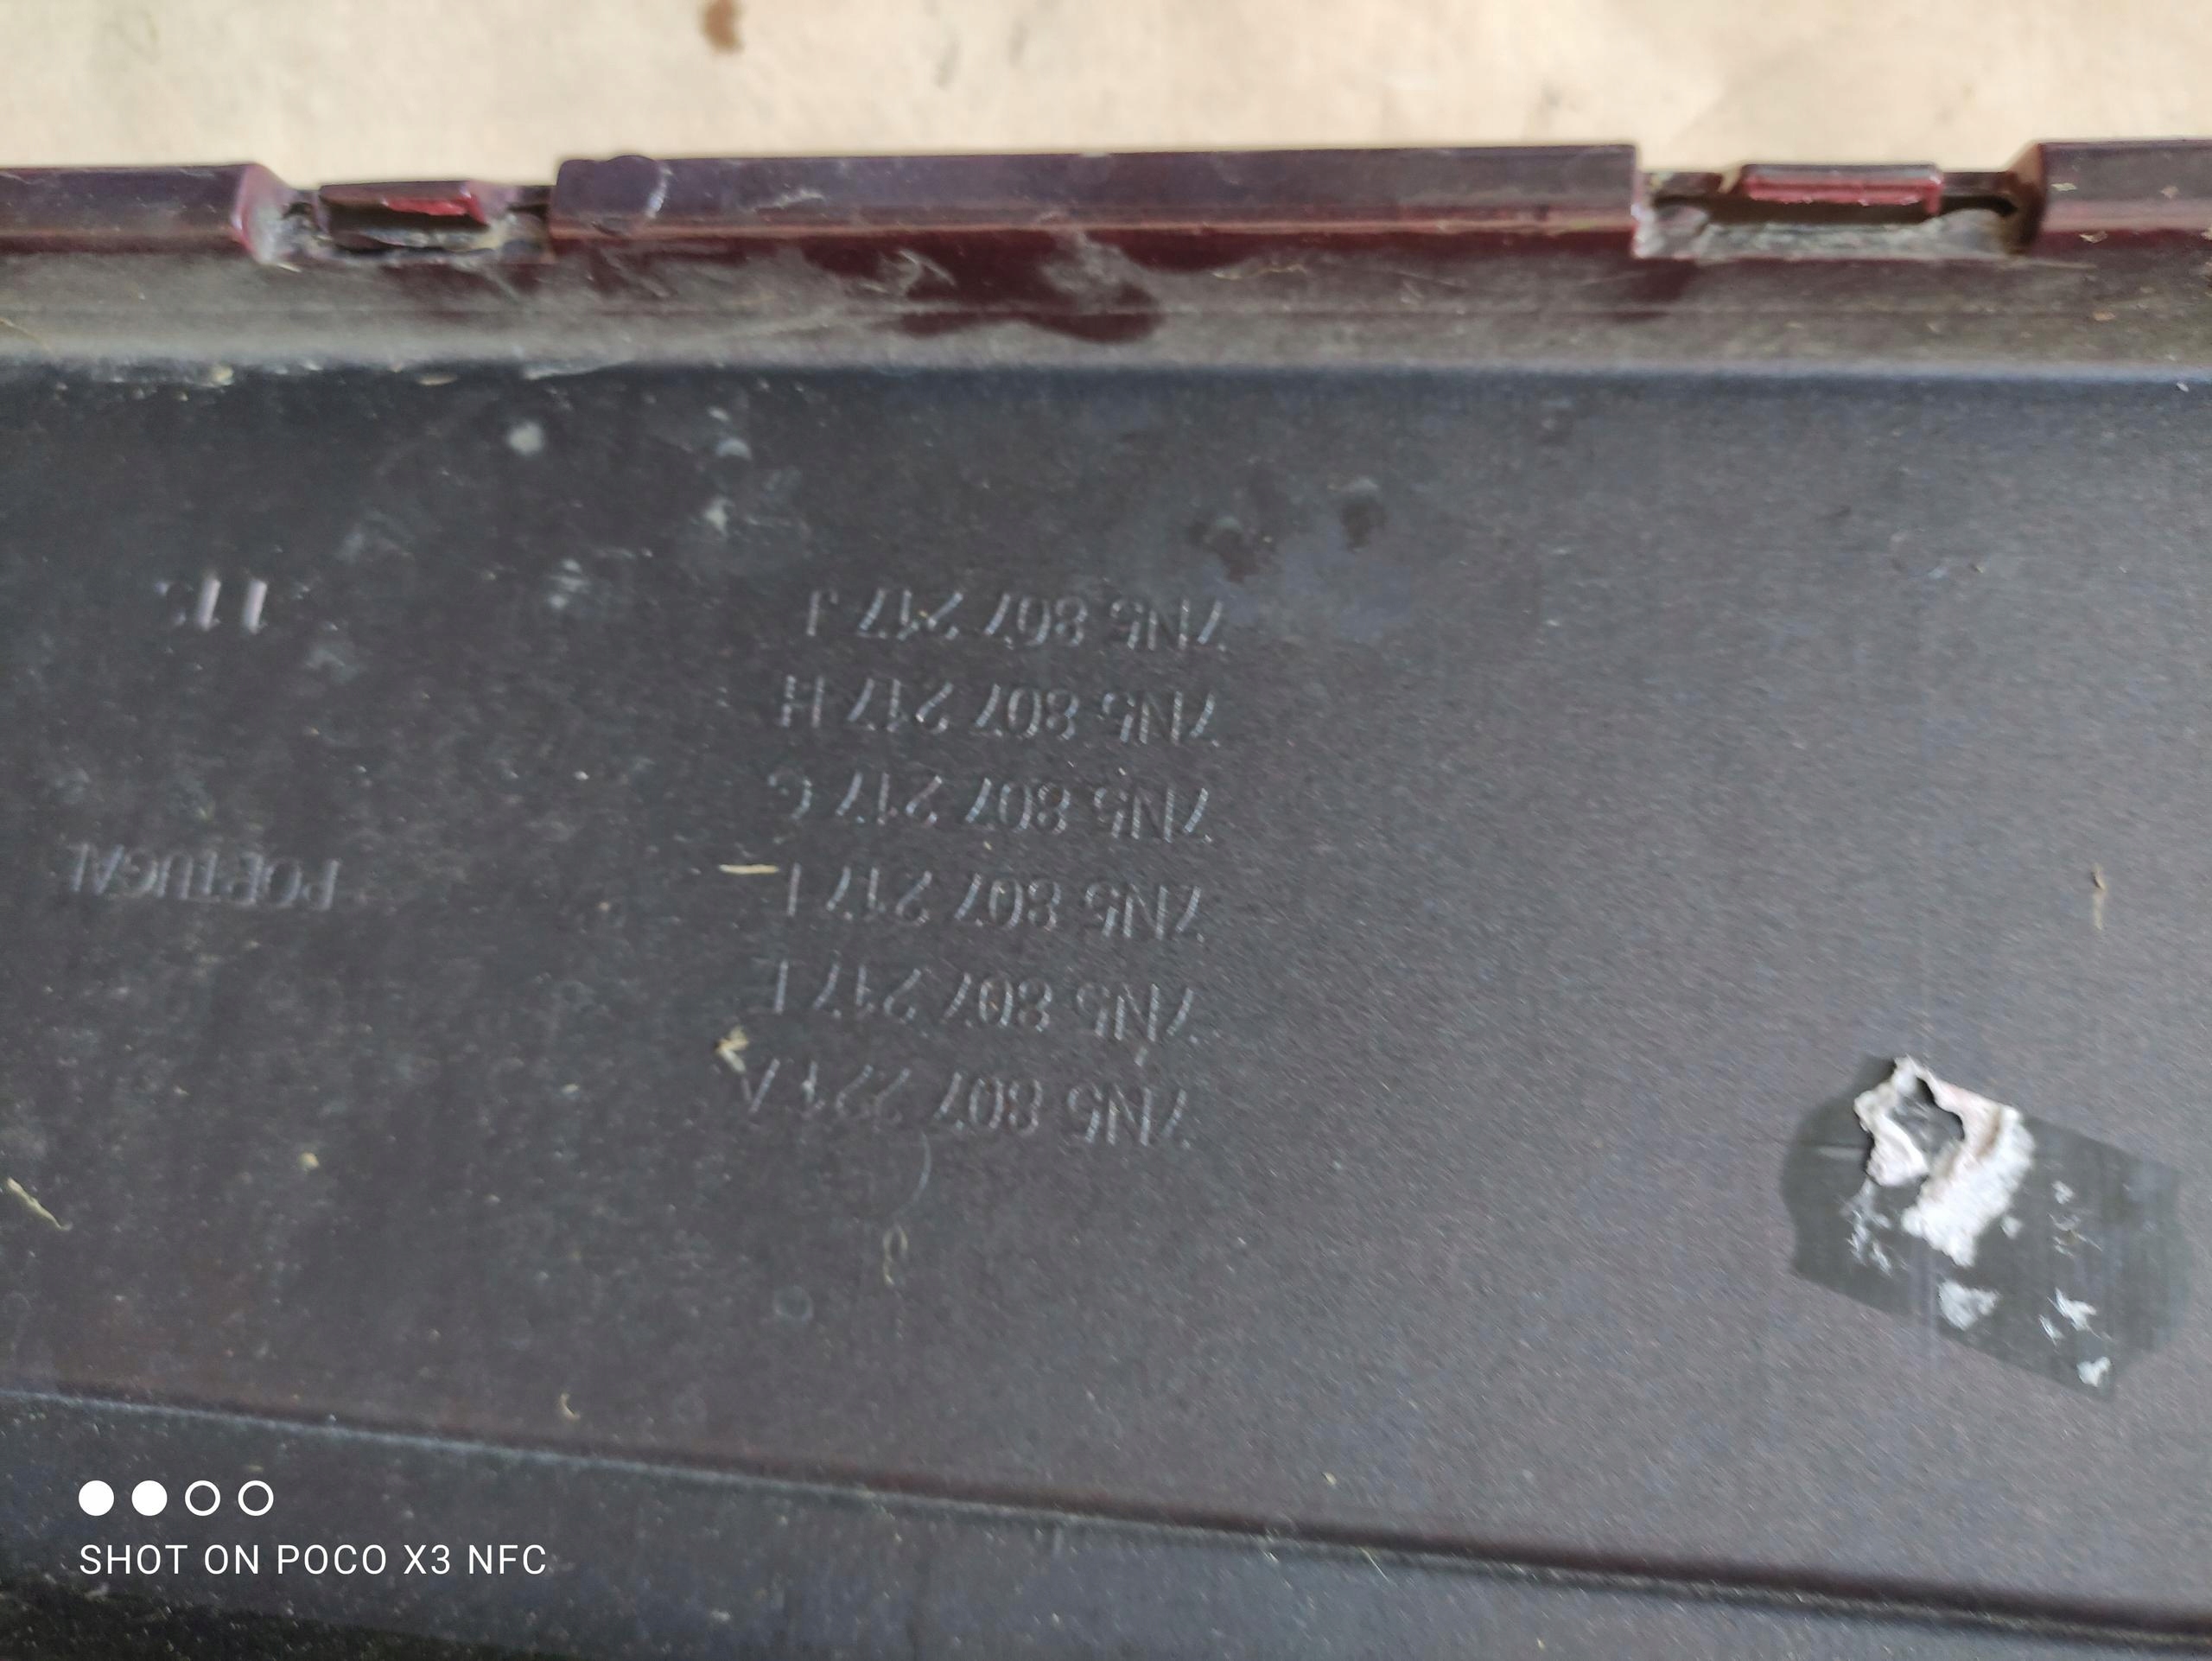 7N5 807 221 A
7N5 807 217 E
7N5 807 217 F
7N5 807 217 G
7N5 807 217 H
7N5 807 217 J
PORTUGAL
SHOT ON POCO X3 NFC